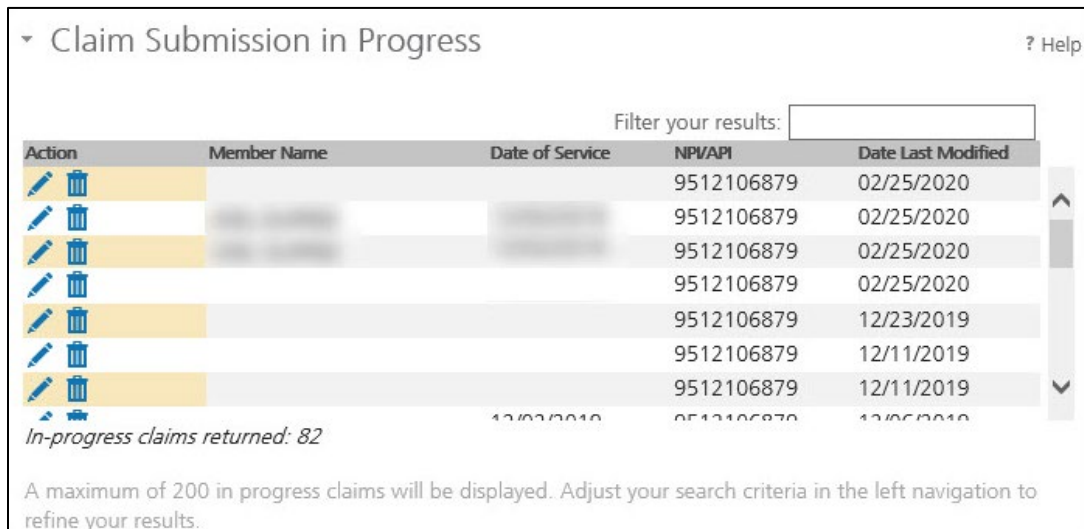 Claim Submission in Progress
? Help
Filter your results:
Action Member Name Date of Service NPI/API Date Last Modified
9512106879 02/25/2020
9512106879 02/25/2020
9512106879 02/25/2020
9512106879 02/25/2020
9512106879 12/23/2019
9512106879 12/11/2019
9512106879 12/11/2019
In-progress claims returned: 82
A maximum of 200 in progress claims will be displayed. Adjust your search criteria in the left navigation to
refine your results.